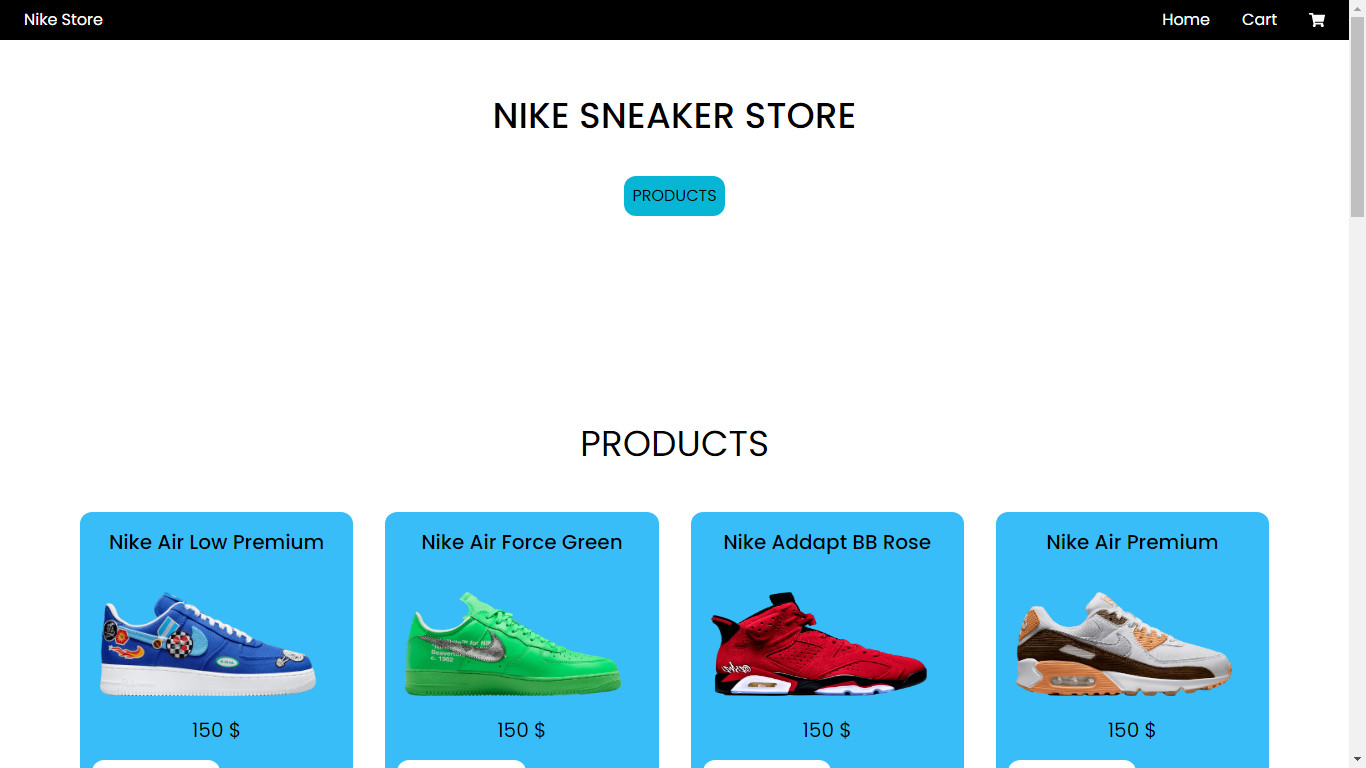 Nike Store
Home
Cart
NIKE SNEAKER STORE
PRODUCTS
PRODUCTS
Nike Air Low Premium
Nike Air Force Green
Nike Addapt BB Rose
Nike Air Premium
c. 1982
150 $
150 $
150 $
150 $